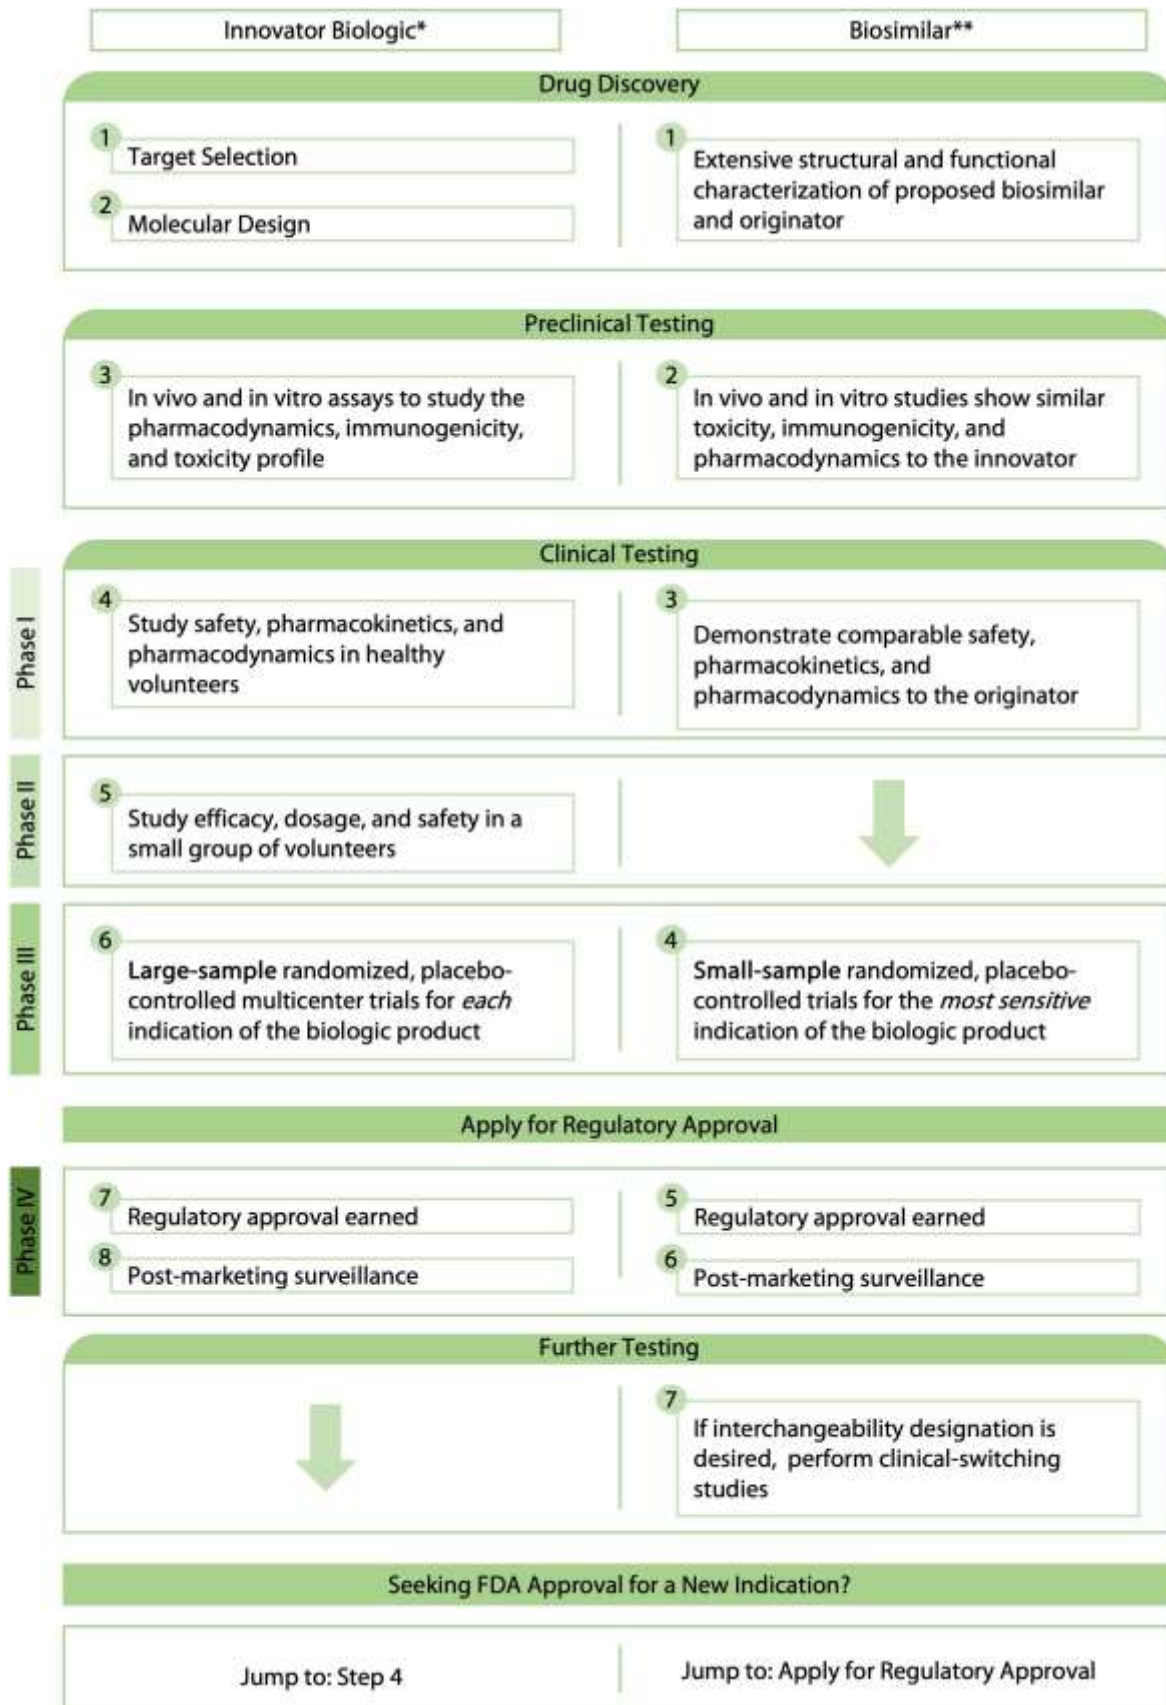 Innovator Biologic*
Biosimilar**
Drug Discovery
1
Target Selection
2
Molecular Design
1
Extensive structural and functional
characterization of proposed biosimilar
and originator
Preclinical Testing
3
In vivo and in vitro assays to study the
pharmacodynamics, immunogenicity,
and toxicity profile
2
In vivo and in vitro studies show similar
toxicity, immunogenicity, and
pharmacodynamics to the innovator
Clinical Testing
Phase I
4
Study safety, pharmacokinetics, and
pharmacodynamics in healthy
volunteers
3
Demonstrate comparable safety,
pharmacokinetics, and
pharmacodynamics to the originator
Phase II
5
Study efficacy, dosage, and safety in a
small group of volunteers
Phase III
6
Large-sample randomized, placebo-
controlled multicenter trials for each
indication of the biologic product
4
Small-sample randomized, placebo-
controlled trials for the most sensitive
indication of the biologic product
Apply for Regulatory Approval
Phase IV
7
Regulatory approval earned
8
Post-marketing surveillance
5
Regulatory approval earned
6
Post-marketing surveillance
Further Testing
7
If interchangeability designation is
desired, perform clinical-switching
studies
Seeking FDA Approval for a New Indication?
Jump to: Step 4
Jump to: Apply for Regulatory Approval